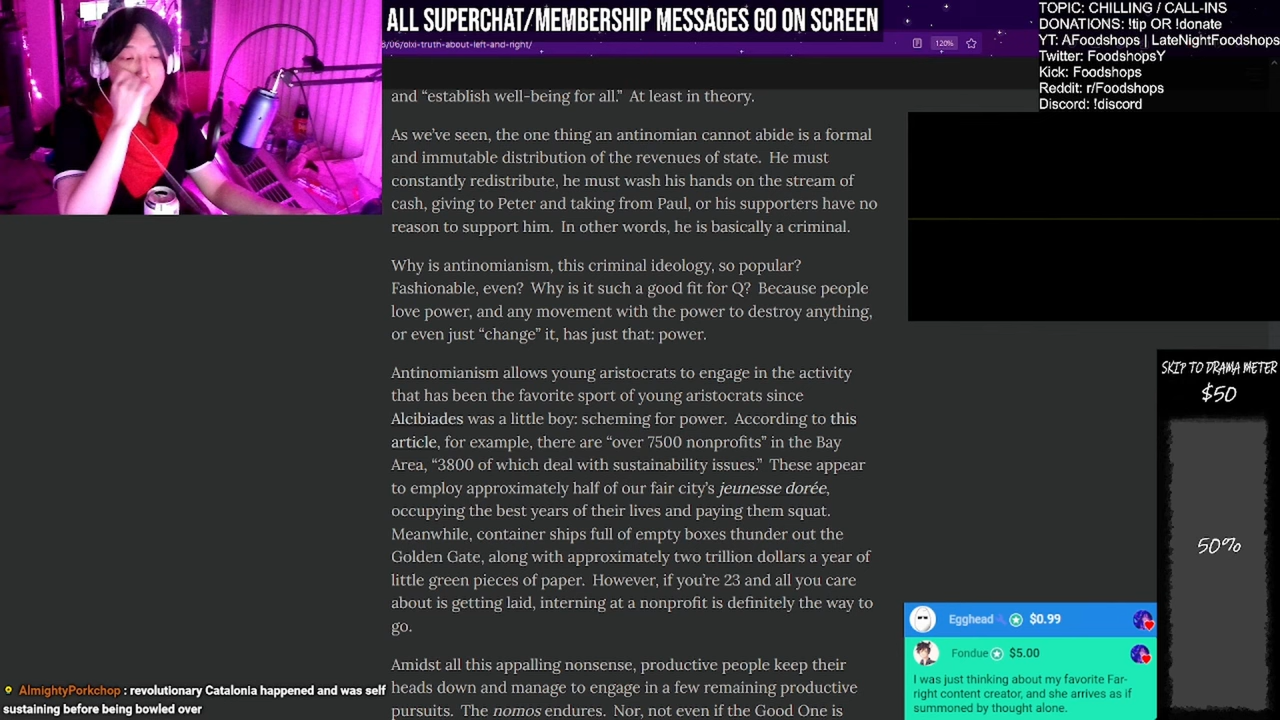 ALL SUPERCHAT/MEMBERSHIP MESSAGES GO ON SCREEN
/06/olxi-truth-about-left-and-right/
120%
TOPIC: CHILLING / CALL-INS
DONATIONS: !tip OR !donate
YT: AFoodshops | LateNightFoodshops
Twitter: FoodshopsY
Kick: Foodshops
Reddit: r/Foodshops
Discord: !discord
and “establish well-being for all.” At least in theory.
As we’ve seen, the one thing an antinomian cannot abide is a formal
and immutable distribution of the revenues of state. He must
constantly redistribute, he must wash his hands on the stream of
cash, giving to Peter and taking from Paul, or his supporters have no
reason to support him. In other words, he is basically a criminal.
Why is antinomianism, this criminal ideology, so popular?
Fashionable, even? Why is it such a good fit for Q? Because people
love power, and any movement with the power to destroy anything,
or even just “change” it, has just that: power.
Antinomianism allows young aristocrats to engage in the activity
that has been the favorite sport of young aristocrats since
Alcibiades was a little boy: scheming for power. According to this
article, for example, there are “over 7500 nonprofits” in the Bay
Area, “3800 of which deal with sustainability issues.” These appear
to employ approximately half of our fair city’s jeunesse dorée,
occupying the best years of their lives and paying them squat.
Meanwhile, container ships full of empty boxes thunder out the
Golden Gate, along with approximately two trillion dollars a year of
little green pieces of paper. However, if you’re 23 and all you care
about is getting laid, interning at a nonprofit is definitely the way to
go.
Amidst all this appalling nonsense, productive people keep their
heads down and manage to engage in a few remaining productive
pursuits. The nomos endures. Nor, not even if the Good One is
SKIP TO DRAMA METER
$50
50%
Egghead $0.99
Fondue $5.00
I was just thinking about my favorite Far-
right content creator, and she arrives as if
summoned by thought alone.
AlmightyPorkchop : revolutionary Catalonia happened and was self
sustaining before being bowled over